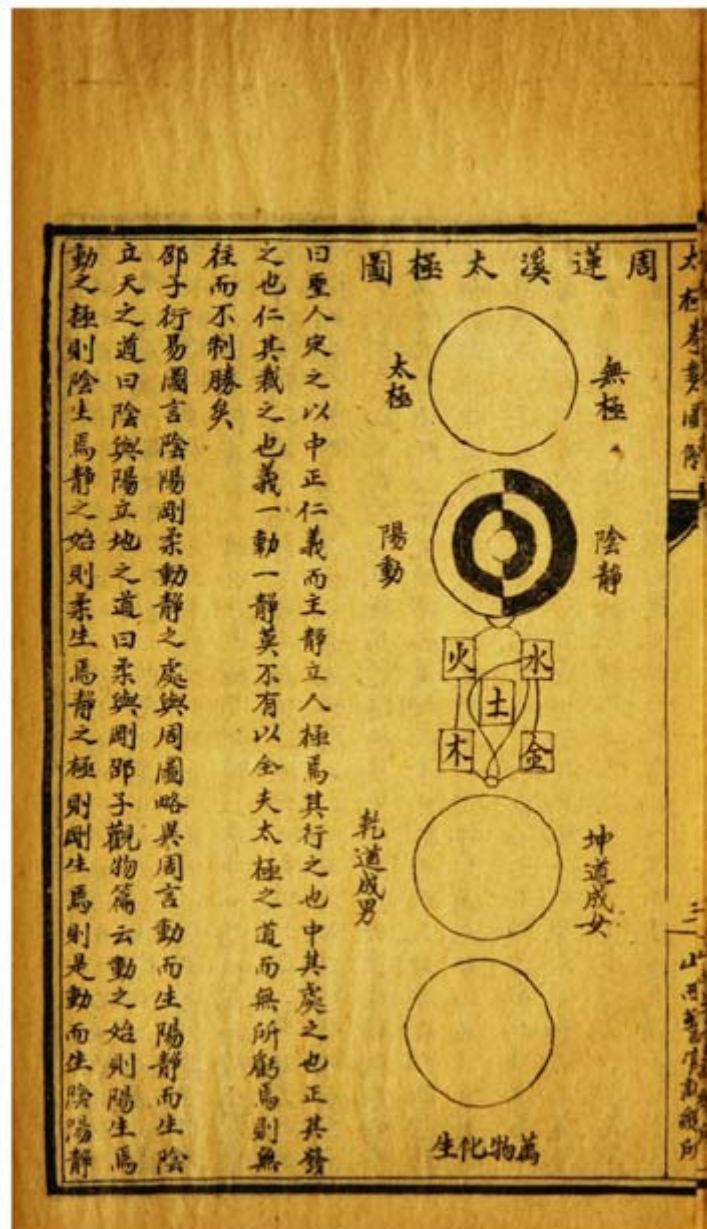 太極拳勢圖解
三
周蓮溪太極圖
無極
太極
陰靜
陽動
水
火
土
金
木
坤道成女
乾道成男
萬物化生
曰聖人定之以中正仁義而主靜立人極焉其行之也中其處之也正其發
之也仁其裁之也義一動一靜莫不有以全夫太極之道而無所虧焉則無
往而不制勝矣
邵子行易圖言陰陽剛柔動靜之處與周圖略異周言動而生陽靜而生陰
立天之道曰陰與陽立地之道曰柔與剛邵子觀物篇云動之始則陽生焉
動之極則陰生焉靜之始則柔生焉靜之極則剛生焉則是動而生陰陽靜